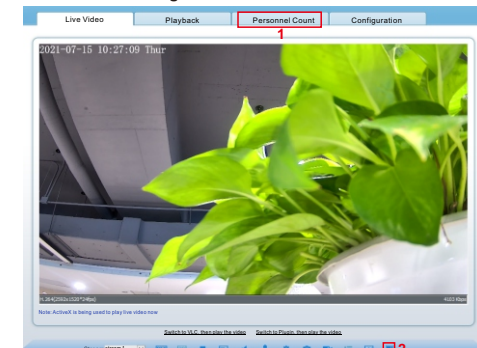 Live Video Playback Personnel Count Configuration
1
2021-07-15 10:27:09 Thur
Note: ActiveX is being used to play live video now
Switch to VLC, then play the video Switch to Plugin, then play the video
2